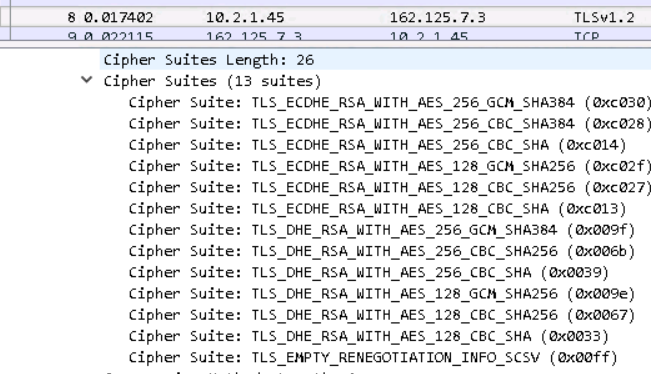 8 0.017402 10.2.1.45 162.125.7.3 TLSv1.2
9 0.022115 162.125.7.3 10.2.1.45 TCP
Cipher Suites Length: 26
Cipher Suites (13 suites)
Cipher Suite: TLS_ECDHE_RSA_WITH_AES_256_GCM_SHA384 (0xc030)
Cipher Suite: TLS_ECDHE_RSA_WITH_AES_256_CBC_SHA384 (0xc028)
Cipher Suite: TLS_ECDHE_RSA_WITH_AES_256_CBC_SHA (0xc014)
Cipher Suite: TLS_ECDHE_RSA_WITH_AES_128_GCM_SHA256 (0xc02f)
Cipher Suite: TLS_ECDHE_RSA_WITH_AES_128_CBC_SHA256 (0xc027)
Cipher Suite: TLS_ECDHE_RSA_WITH_AES_128_CBC_SHA (0xc013)
Cipher Suite: TLS_DHE_RSA_WITH_AES_256_GCM_SHA384 (0x009f)
Cipher Suite: TLS_DHE_RSA_WITH_AES_256_CBC_SHA256 (0x006b)
Cipher Suite: TLS_DHE_RSA_WITH_AES_256_CBC_SHA (0x0039)
Cipher Suite: TLS_DHE_RSA_WITH_AES_128_GCM_SHA256 (0x009e)
Cipher Suite: TLS_DHE_RSA_WITH_AES_128_CBC_SHA256 (0x0067)
Cipher Suite: TLS_DHE_RSA_WITH_AES_128_CBC_SHA (0x0033)
Cipher Suite: TLS_EMPTY_RENEGOTIATION_INFO_SCSV (0x00ff)